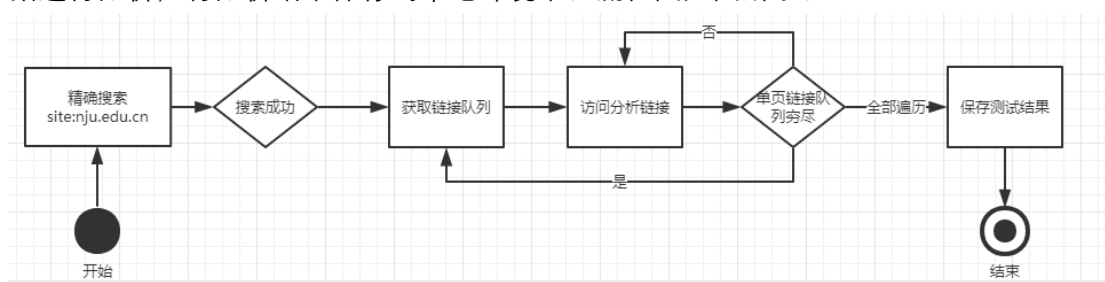 否
精确搜索
site:nju.edu.cn
搜索成功
获取链接队列
访问分析链接
单页链接队
列穷尽
全部遍历
保存测试结果
是
开始
结束